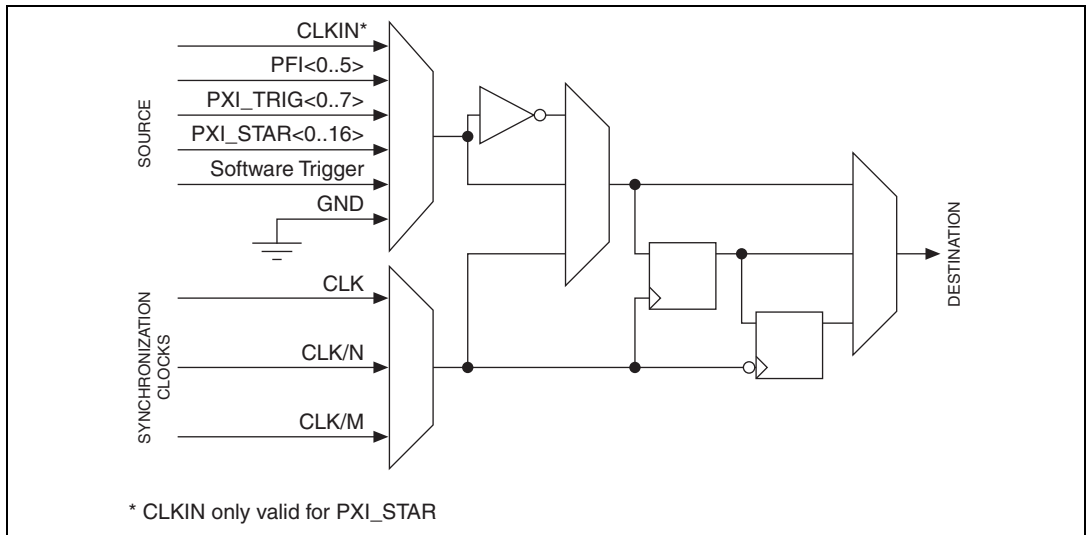 SOURCE
CLKIN*
PFI<0..5>
PXI_TRIG<0..7>
PXI_STAR<0..16>
Software Trigger
GND
SYNCHRONIZATION
CLOCKS
CLK
CLK/N
CLK/M
DESTINATION
* CLKIN only valid for PXI_STAR